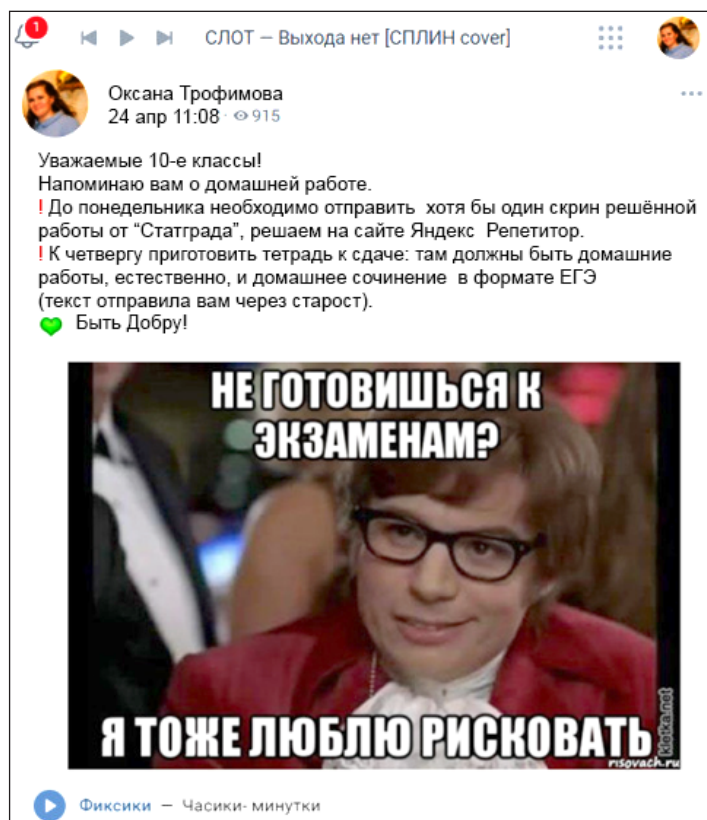 1
СЛОТ — Выхода нет [СПЛИН cover]
Оксана Трофимова
24 апр 11:08 · 915
Уважаемые 10-е классы!
Напоминаю вам о домашней работе.
! До понедельника необходимо отправить хотя бы один скрин решённой
работы от “Статграда”, решаем на сайте Яндекс Репетитор.
! К четвергу приготовить тетрадь к сдаче: там должны быть домашние
работы, естественно, и домашнее сочинение в формате ЕГЭ
(текст отправила вам через старост).
Быть Добру!
НЕ ГОТОВИШЬСЯ К
ЭКЗАМЕНАМ?
Я ТОЖЕ ЛЮБЛЮ РИСКОВАТЬ
klotka.net
risovach.ru
Фиксики — Часики- минутки